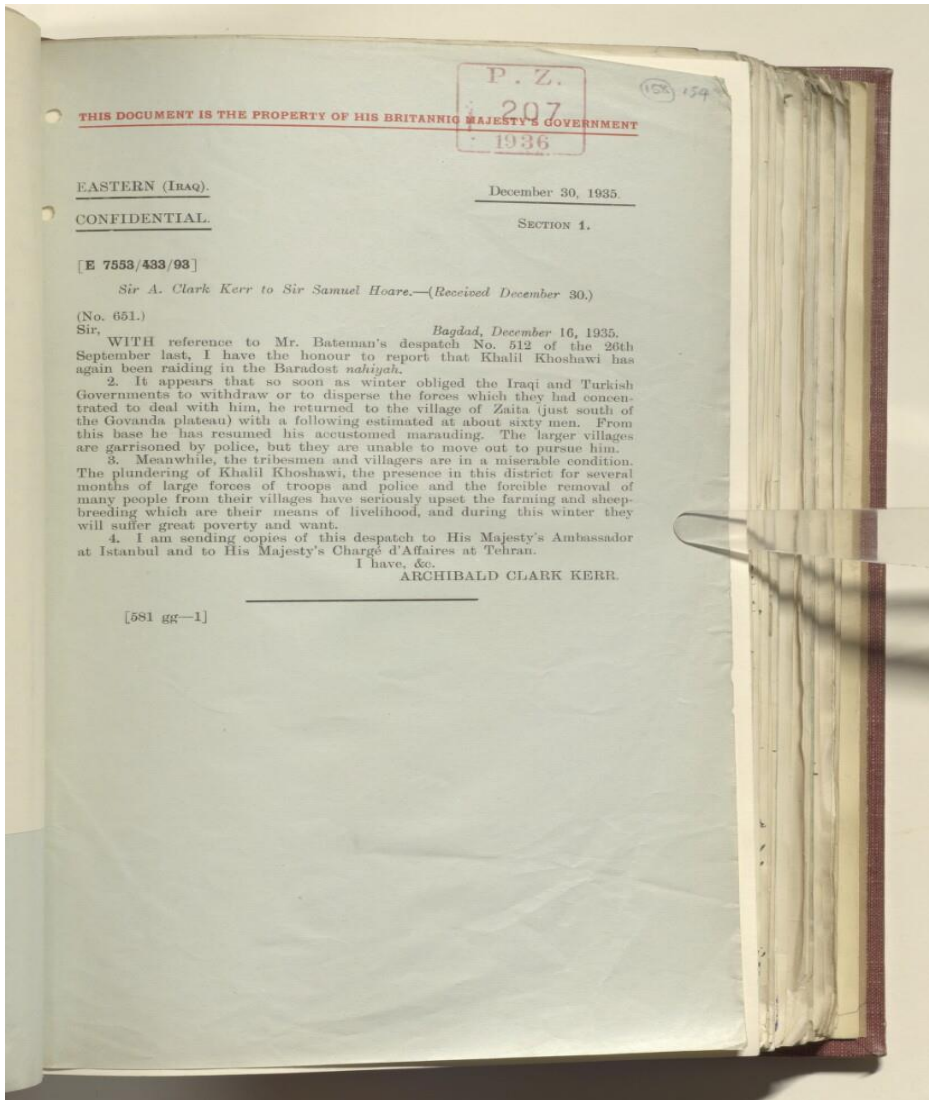 P. Z.
207
1936
158 159
THIS DOCUMENT IS THE PROPERTY OF HIS BRITANNIC MAJESTY'S GOVERNMENT
EASTERN (IRAQ).
December 30, 1935.
CONFIDENTIAL.
SECTION 1.
[E 7553/433/93]
Sir A. Clark Kerr to Sir Samuel Hoare.—(Received December 30.)
(No. 651.)
Sir, Bagdad, December 16, 1935.
WITH reference to Mr. Bateman's despatch No. 512 of the 26th
September last, I have the honour to report that Khalil Khoshawi has
again been raiding in the Baradost nahiyah.
2. It appears that so soon as winter obliged the Iraqi and Turkish
Governments to withdraw or to disperse the forces which they had concen-
trated to deal with him, he returned to the village of Zaita (just south of
the Govanda plateau) with a following estimated at about sixty men. From
this base he has resumed his accustomed marauding. The larger villages
are garrisoned by police, but they are unable to move out to pursue him.
3. Meanwhile, the tribesmen and villagers are in a miserable condition.
The plundering of Khalil Khoshawi, the presence in this district for several
months of large forces of troops and police and the forcible removal of
many people from their villages have seriously upset the farming and sheep-
breeding which are their means of livelihood, and during this winter they
will suffer great poverty and want.
4. I am sending copies of this despatch to His Majesty's Ambassador
at Istanbul and to His Majesty's Chargé d'Affaires at Tehran.
I have, &c.
ARCHIBALD CLARK KERR.
[581 gg—1]